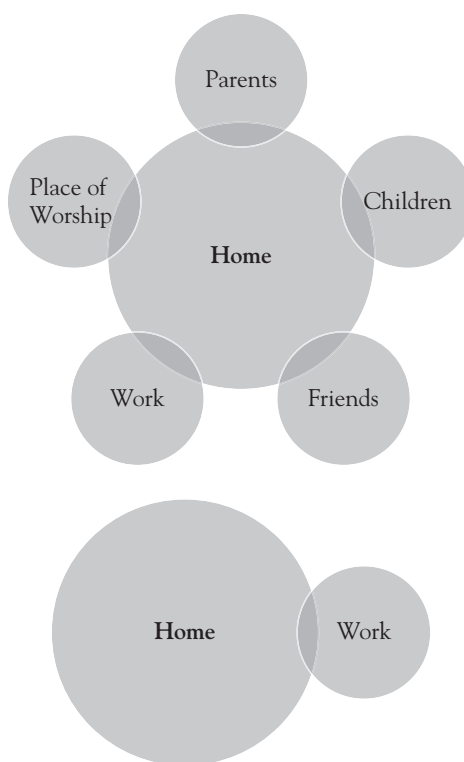 Parents
Place of
Worship
Children
Home
Work
Friends
Home
Work